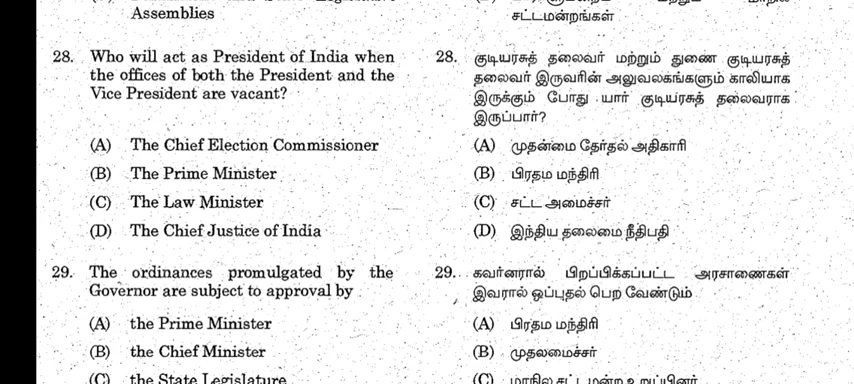 Assemblies
28. Who will act as President of India when
the offices of both the President and the
Vice President are vacant?
(A) The Chief Election Commissioner
(B) The Prime Minister
(C) The Law Minister
(D) The Chief Justice of India
29. The ordinances promulgated by the
Governor are subject to approval by
(A) the Prime Minister
(B) the Chief Minister
(C) the State Legislature
சட்டமன்றங்கள்
28. குடியரசுத் தலைவர் மற்றும் துணை குடியரசுத்
தலைவர் இருவரின் அலுவலகங்களும் காலியாக
இருக்கும் போது யார் குடியரசுத் தலைவராக
இருப்பார்?
(A) முதன்மை தேர்தல் அதிகாரி
(B) பிரதம மந்திரி
(C) சட்ட அமைச்சர்
(D) இந்திய தலைமை நீதிபதி
29. கவர்னரால் பிறப்பிக்கப்பட்ட அரசாணைகள்
இவரால் ஒப்புதல் பெற வேண்டும்
(A) பிரதம மந்திரி
(B) முதலமைச்சர்
(C) மாநில சட்டமன்ற உறுப்பினர்